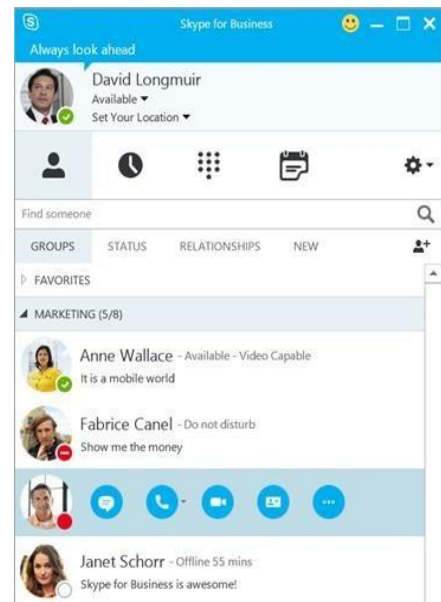 Skype for Business
Always look ahead
David Longmuir
Available
Set Your Location
Find someone
GROUPS STATUS RELATIONSHIPS NEW
FAVORITES
MARKETING (5/8)
Anne Wallace - Available - Video Capable
It is a mobile world
Fabrice Canel - Do not disturb
Show me the money
Janet Schorr - Offline 55 mins
Skype for Business is awesome!